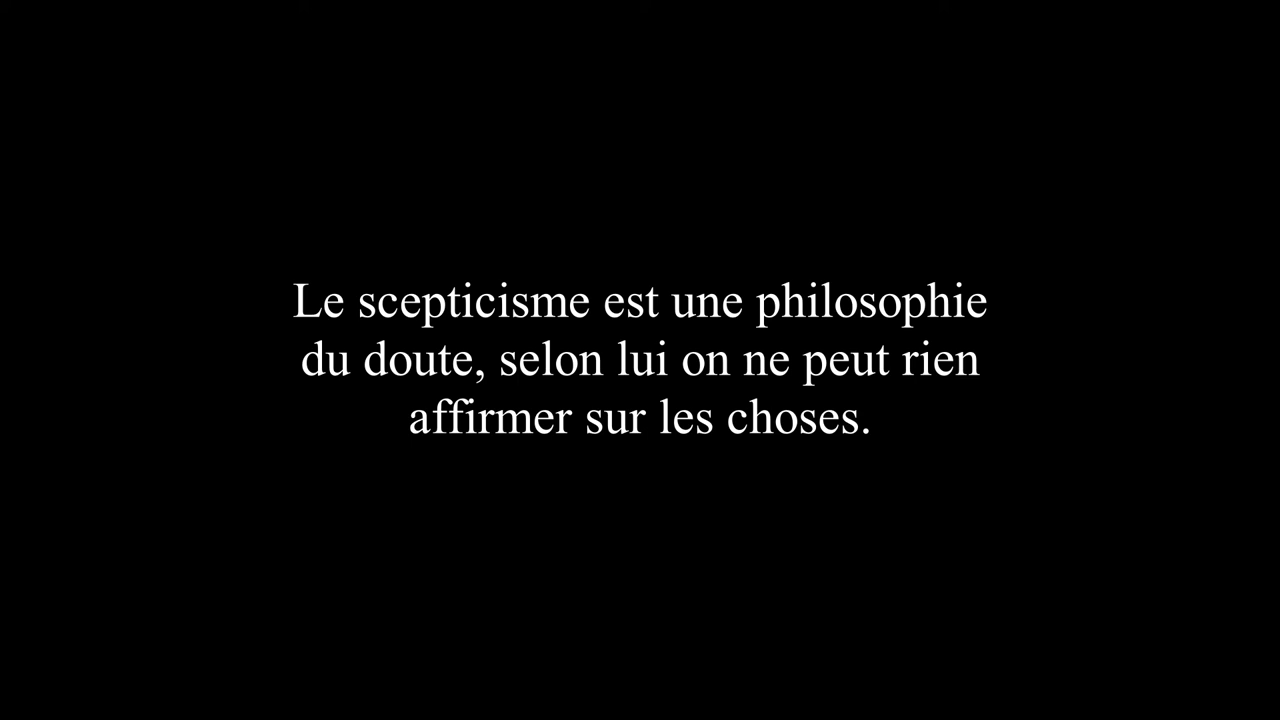 Le scepticisme est une philosophie
du doute, selon lui on ne peut rien
affirmer sur les choses.